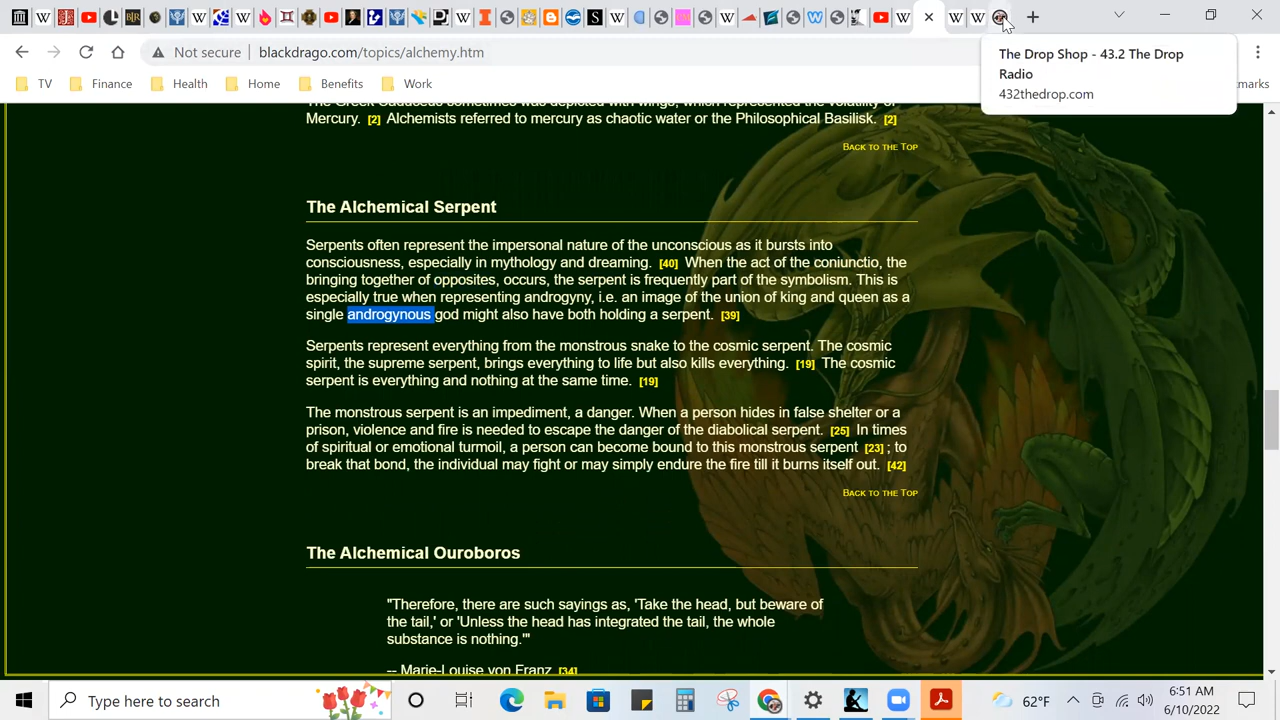 The Drop Shop - 43.2 The Drop
Radio
432thedrop.com
Not secure
blackdrago.com/topics/alchemy.htm
TV
Finance
Health
Home
Benefits
Work
Mercury. [2] Alchemists referred to mercury as chaotic water or the Philosophical Basilisk. [2]
BACK TO THE TOP
The Alchemical Serpent
Serpents often represent the impersonal nature of the unconscious as it bursts into
consciousness, especially in mythology and dreaming. [40] When the act of the coniunctio, the
bringing together of opposites, occurs, the serpent is frequently part of the symbolism. This is
especially true when representing androgyny, i.e. an image of the union of king and queen as a
single androgynous god might also have both holding a serpent. [39]
Serpents represent everything from the monstrous snake to the cosmic serpent. The cosmic
spirit, the supreme serpent, brings everything to life but also kills everything. [19] The cosmic
serpent is everything and nothing at the same time. [19]
The monstrous serpent is an impediment, a danger. When a person hides in false shelter or a
prison, violence and fire is needed to escape the danger of the diabolical serpent. [25] In times
of spiritual or emotional turmoil, a person can become bound to this monstrous serpent [23] ; to
break that bond, the individual may fight or may simply endure the fire till it burns itself out. [42]
BACK TO THE TOP
The Alchemical Ouroboros
"Therefore, there are such sayings as, 'Take the head, but beware of
the tail,' or 'Unless the head has integrated the tail, the whole
substance is nothing.'"
-- Marie-Louise von Franz [34]
Type here to search
62°F
6:51 AM
6/10/2022